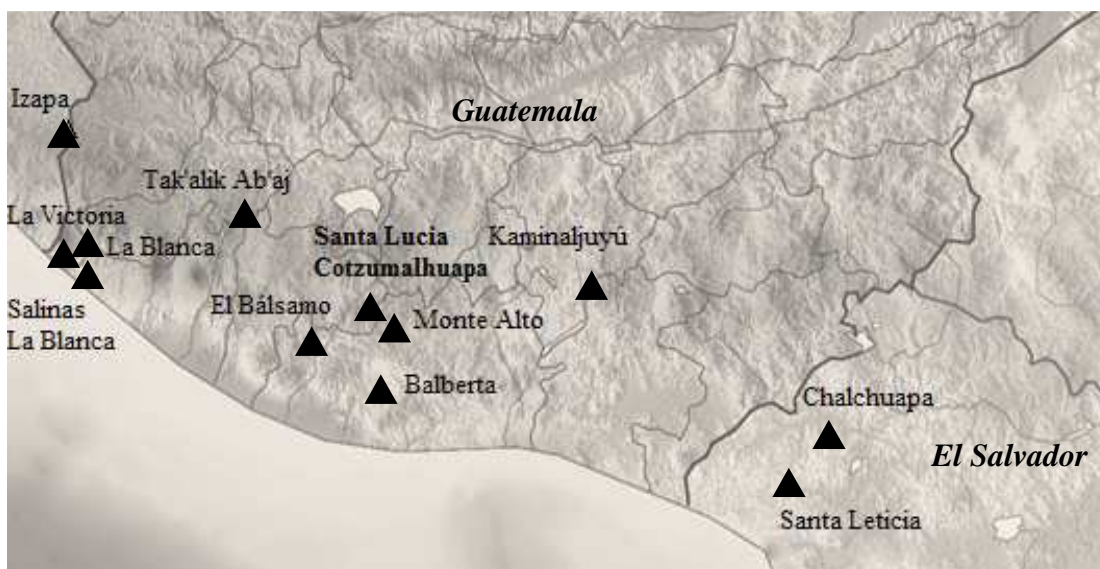 Izapa
Guatemala
Tak'alik Ab'aj
La Victoria
La Blanca
Santa Lucia
Cotzumalhuapa
Kaminaljuyú
Salinas
La Blanca
El Bálsamo
Monte Alto
Balberta
Chalchuapa
El Salvador
Santa Leticia